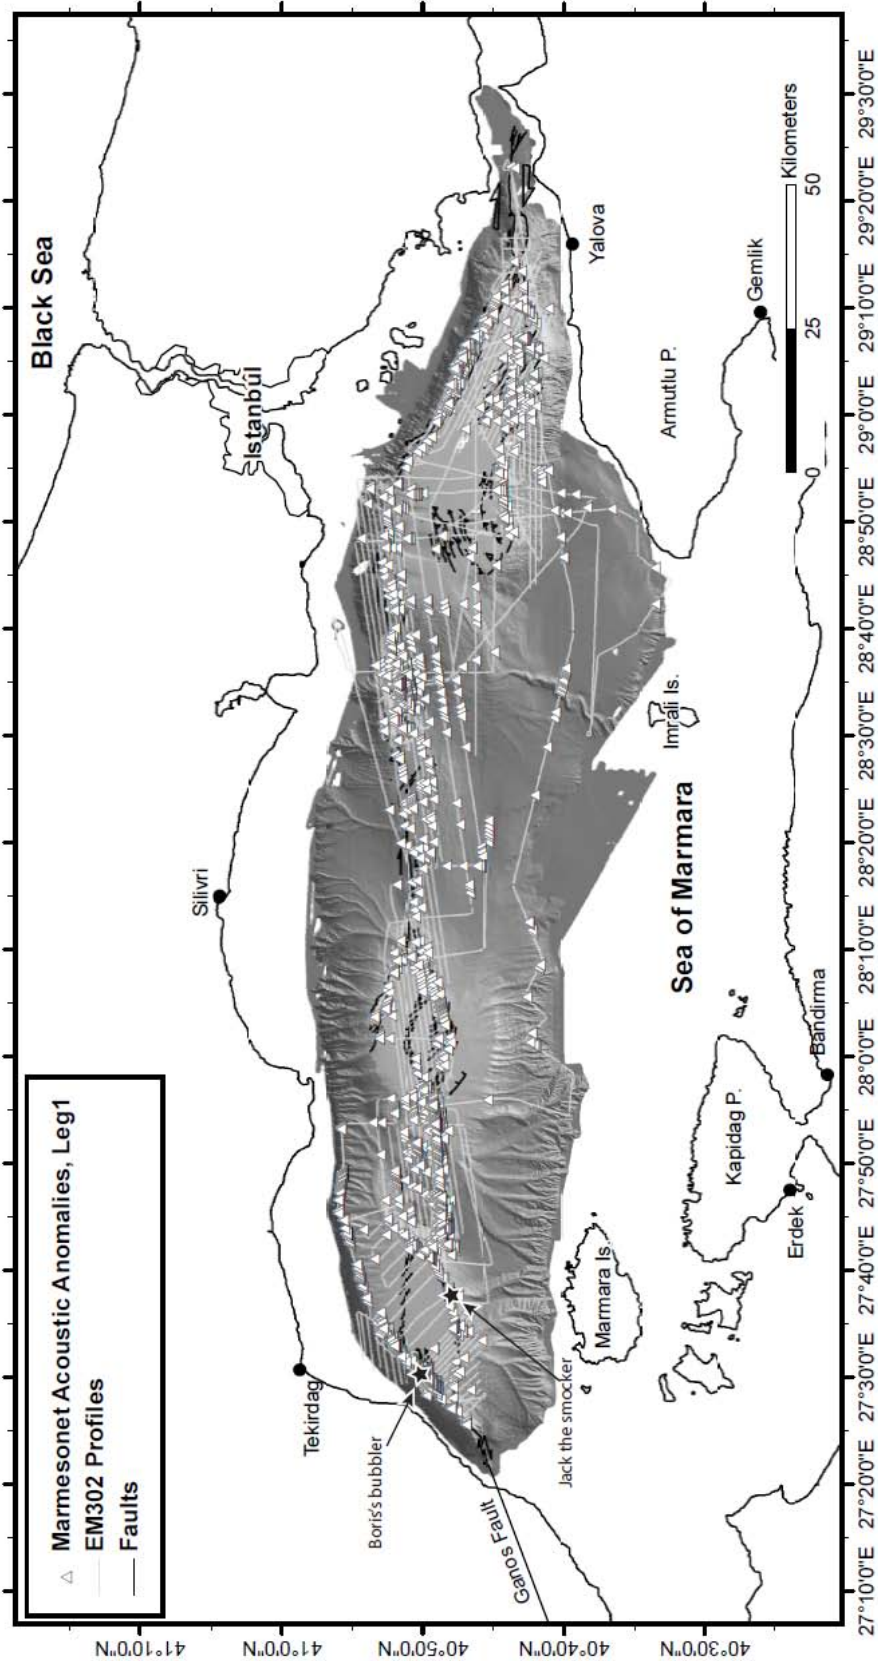 Marmesonet Acoustic Anomalies, Leg1
EM302 Profiles
Faults
Black Sea
Istanbul
Silivri
Tekirdag
Boris's bubbler
Ganos Fault
Jack the smocker
Marmara Is.
Erdek
Kapidag P.
Bandirma
Sea of Marmara
Imrali Is.
Armutlu P.
Yalova
Gemlik
0 25 50 Kilometers
41°10'0"N
41°0'0"N
40°50'0"N
40°40'0"N
40°30'0"N
27°10'0"E 27°20'0"E 27°30'0"E 27°40'0"E 27°50'0"E 28°0'0"E 28°10'0"E 28°20'0"E 28°30'0"E 28°40'0"E 28°50'0"E 29°0'0"E 29°10'0"E 29°20'0"E 29°30'0"E